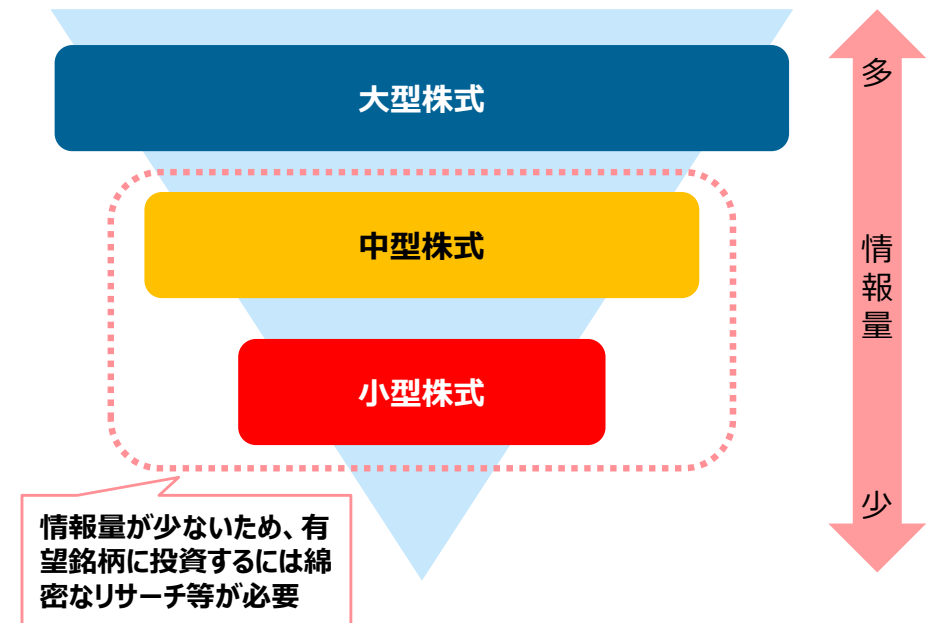 大型株式
多
中型株式
情報量
小型株式
少
情報量が少ないため、有
望銘柄に投資するには綿
密なリサーチ等が必要